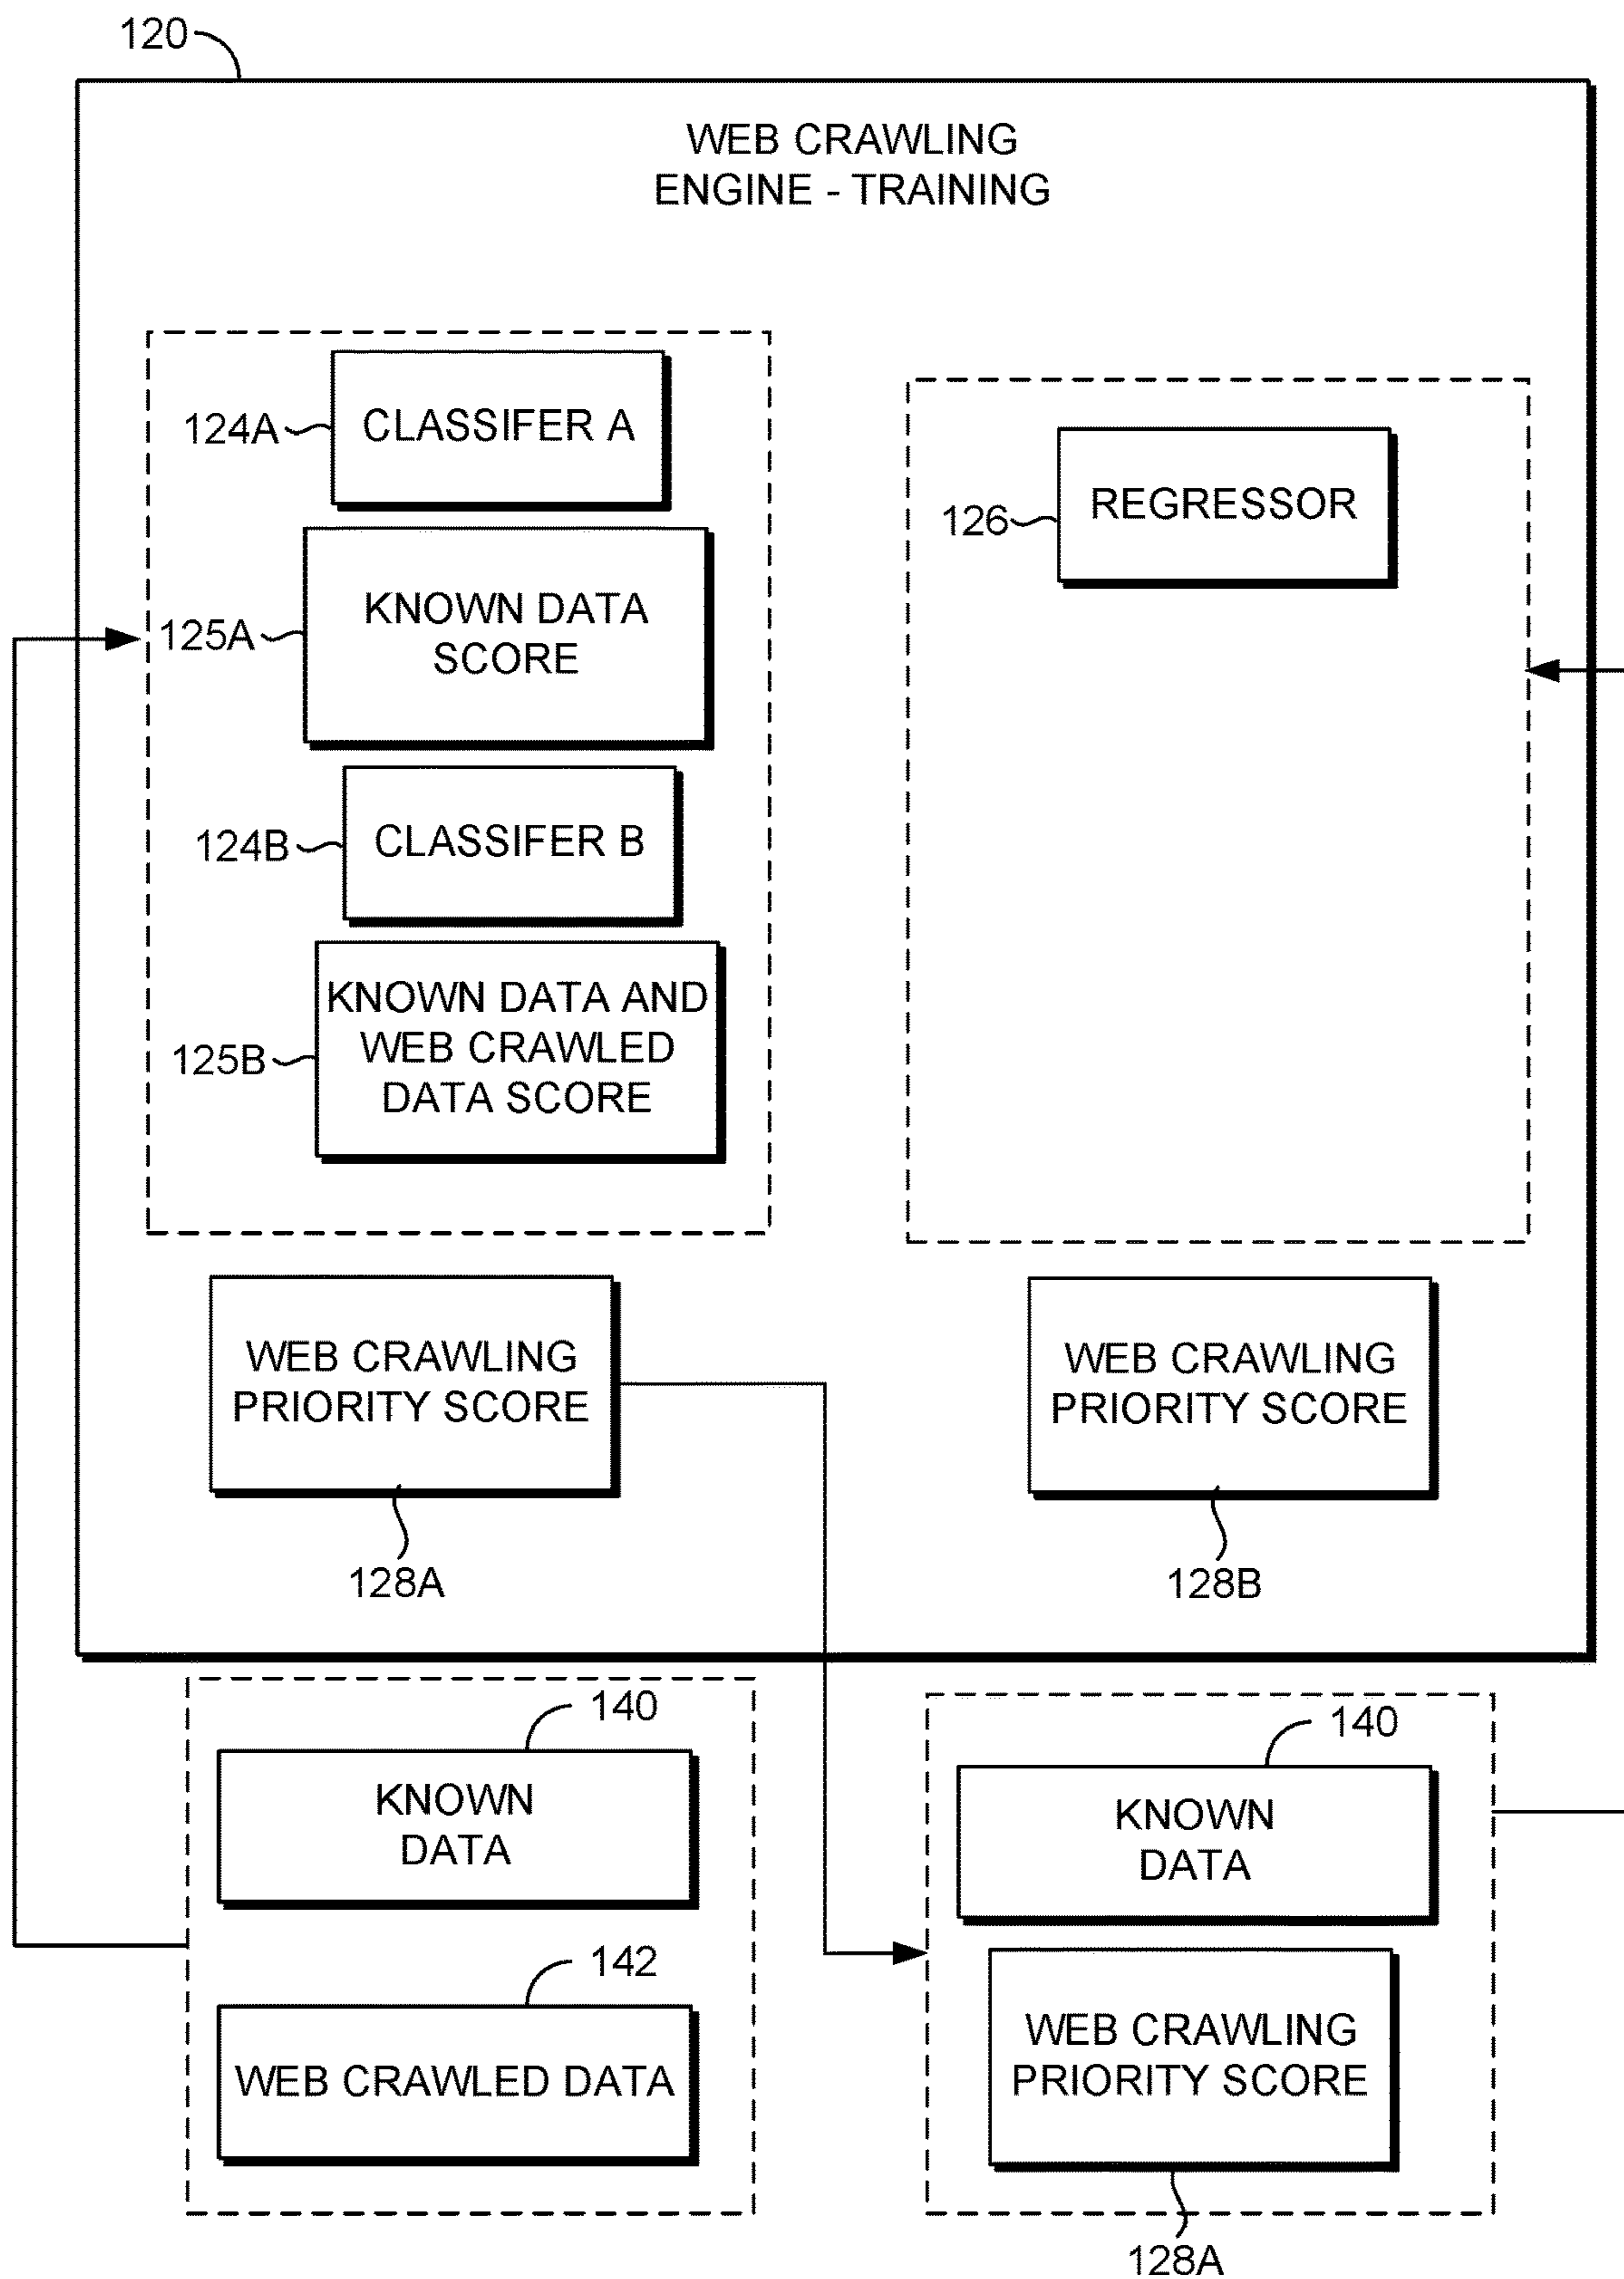 120
WEB CRAWLING
ENGINE - TRAINING
124A
CLASSIFER A
125A
KNOWN DATA
SCORE
124B
CLASSIFER B
125B
KNOWN DATA AND
WEB CRAWLED
DATA SCORE
126
REGRESSOR
WEB CRAWLING
PRIORITY SCORE
128A
WEB CRAWLING
PRIORITY SCORE
128B
140
KNOWN
DATA
142
WEB CRAWLED DATA
140
KNOWN
DATA
WEB CRAWLING
PRIORITY SCORE
128A